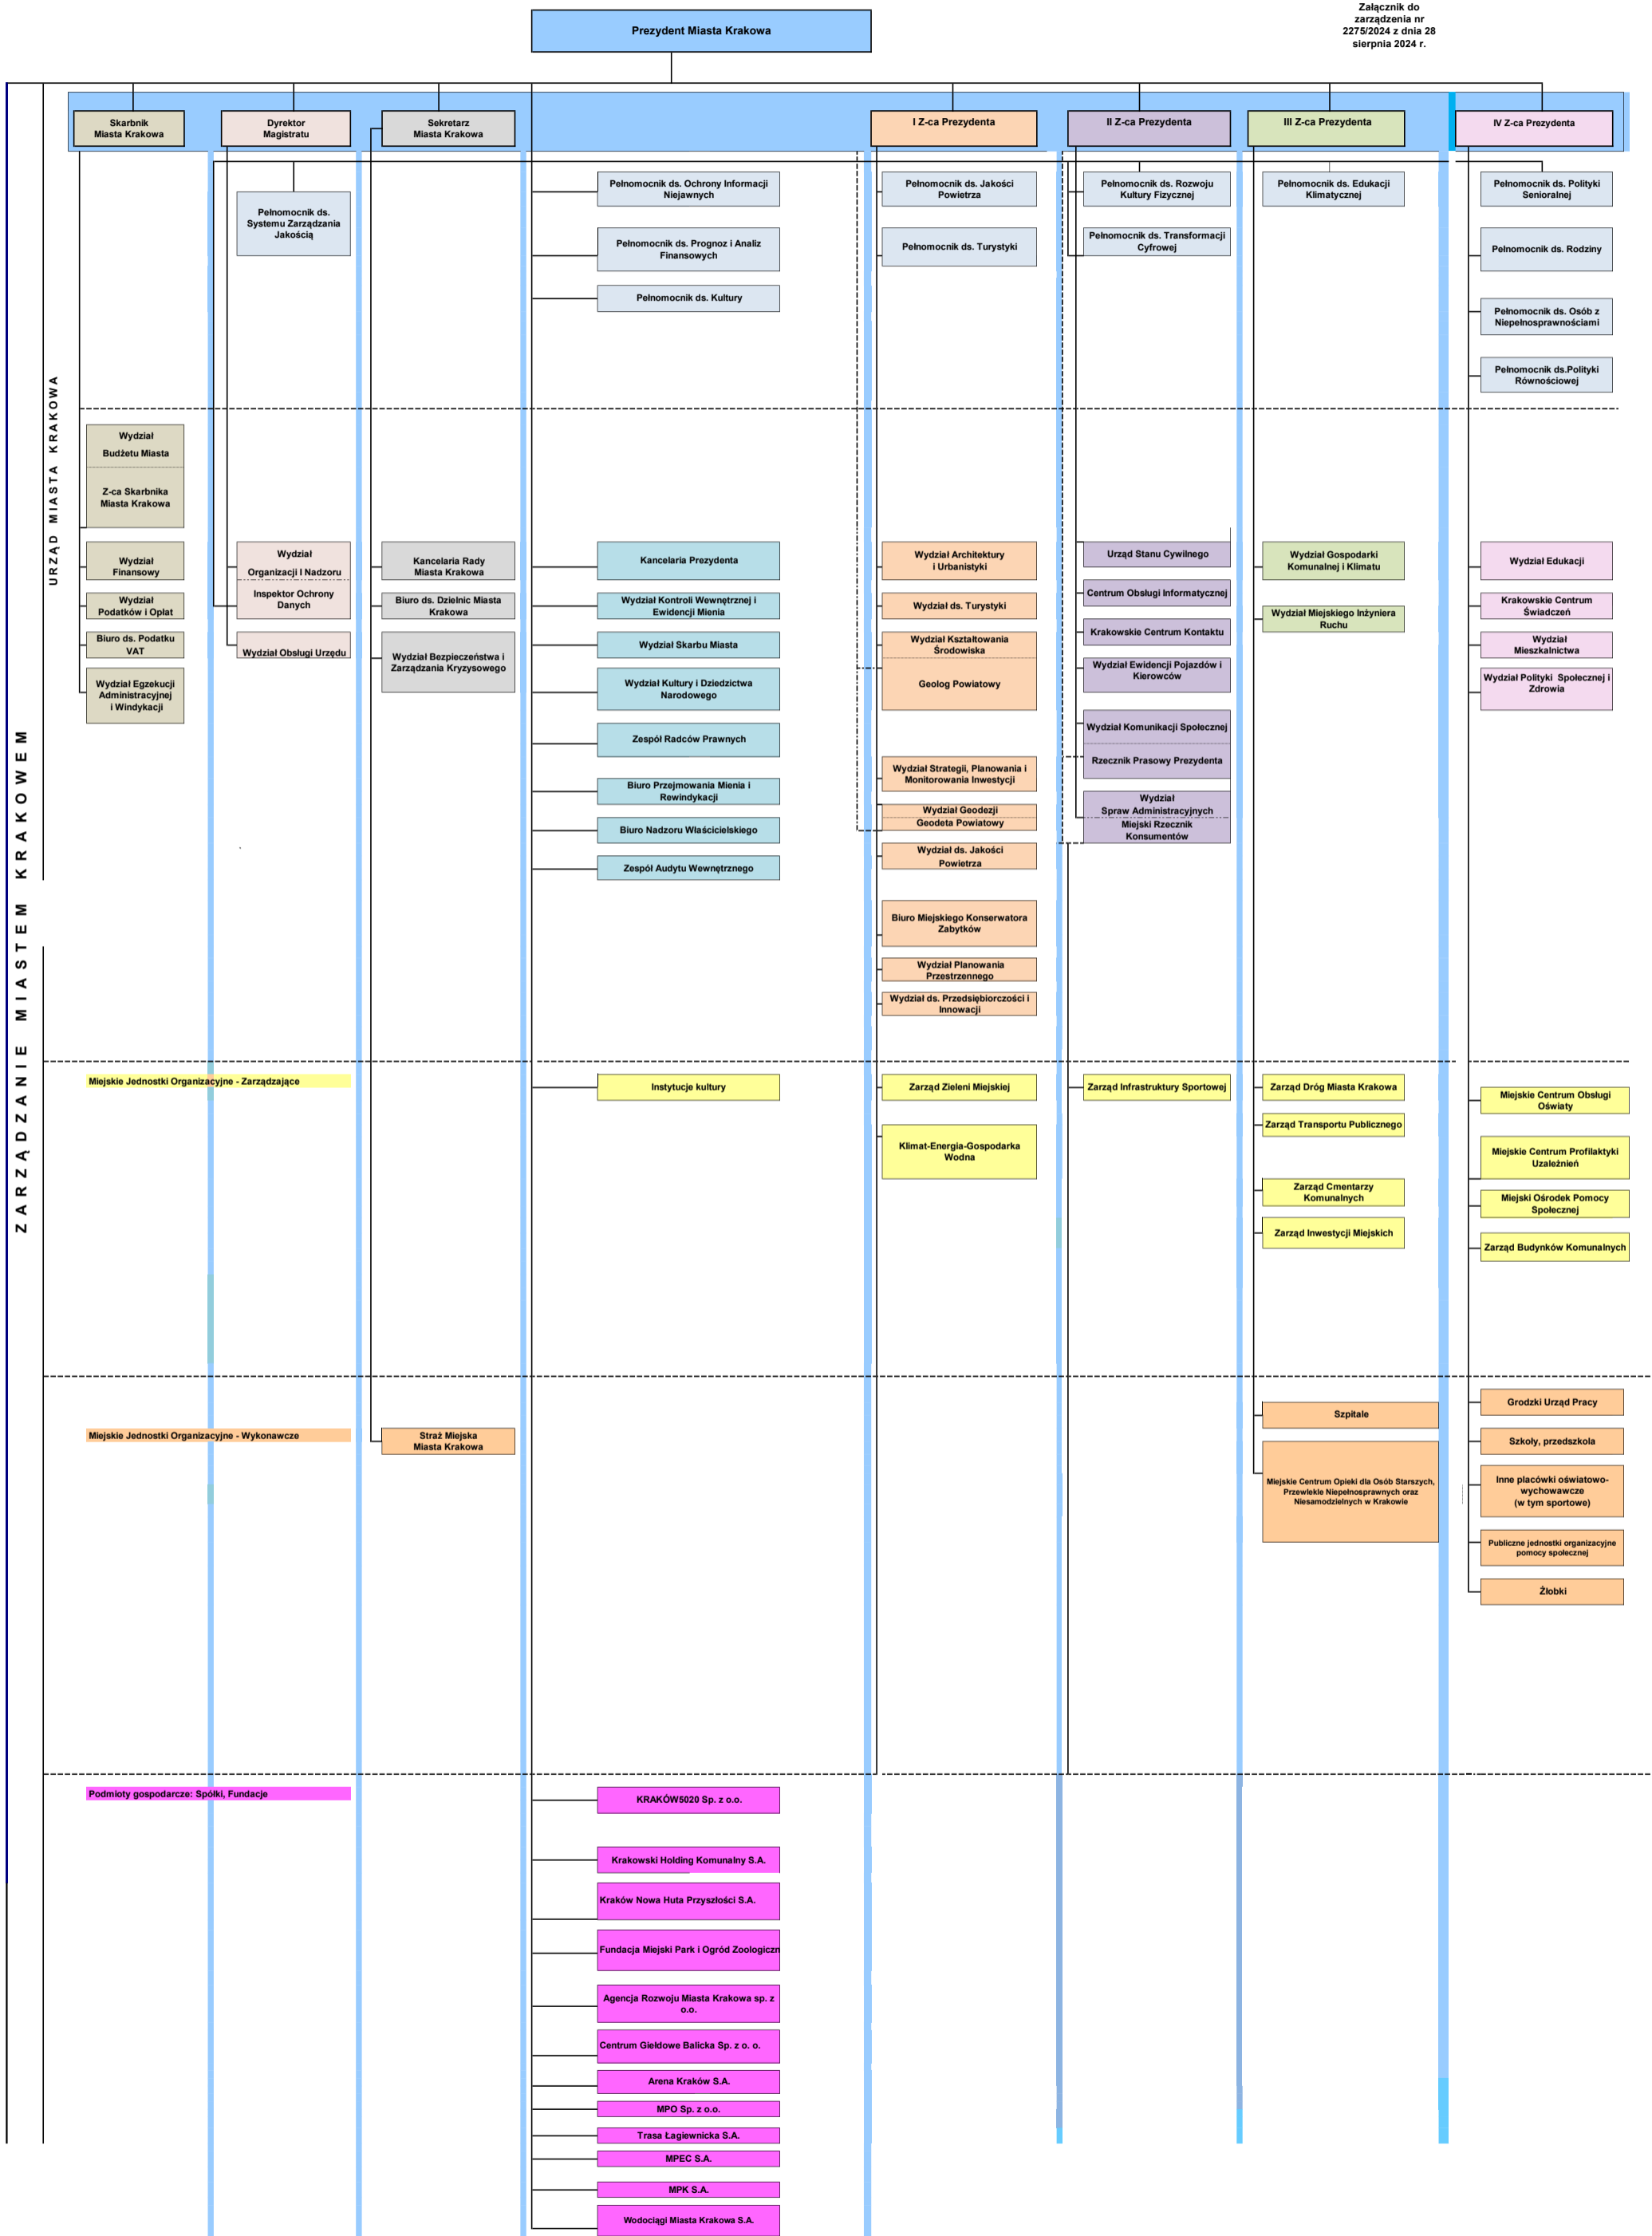 Załącznik do
zarządzenia nr
2275/2024 z dnia 28
sierpnia 2024 r.
Prezydent Miasta Krakowa
Skarbnik
Miasta Krakowa
Dyrektor
Magistratu
Sekretarz
Miasta Krakowa
I Z-ca Prezydenta
II Z-ca Prezydenta
III Z-ca Prezydenta
IV Z-ca Prezydenta
ZARZĄDZANIE MIASTEM KRAKOWEM
URZĄD MIASTA KRAKOWA
Pełnomocnik ds.
Systemu Zarządzania
Jakością
Pełnomocnik ds. Ochrony Informacji
Niejawnych
Pełnomocnik ds. Prognoz i Analiz
Finansowych
Pełnomocnik ds. Kultury
Pełnomocnik ds. Jakości
Powietrza
Pełnomocnik ds. Turystyki
Pełnomocnik ds. Rozwoju
Kultury Fizycznej
Pełnomocnik ds. Transformacji
Cyfrowej
Pełnomocnik ds. Edukacji
Klimatycznej
Pełnomocnik ds. Polityki
Senioralnej
Pełnomocnik ds. Rodziny
Pełnomocnik ds. Osób z
Niepełnosprawnościami
Pełnomocnik ds.Polityki
Równościowej
Wydział
Budżetu Miasta
Z-ca Skarbnika
Miasta Krakowa
Wydział
Finansowy
Wydział
Podatków i Opłat
Biuro ds. Podatku
VAT
Wydział Egzekucji
Administracyjnej
i Windykacji
Wydział
Organizacji I Nadzoru
Inspektor Ochrony
Danych
Wydział Obsługi Urzędu
Kancelaria Rady
Miasta Krakowa
Biuro ds. Dzielnic Miasta
Krakowa
Wydział Bezpieczeństwa i
Zarządzania Kryzysowego
Kancelaria Prezydenta
Wydział Kontroli Wewnętrznej i
Ewidencji Mienia
Wydział Skarbu Miasta
Wydział Kultury i Dziedzictwa
Narodowego
Zespół Radców Prawnych
Biuro Przejmowania Mienia i
Rewindykacji
Biuro Nadzoru Właścicielskiego
Zespół Audytu Wewnętrznego
Wydział Architektury
i Urbanistyki
Wydział ds. Turystyki
Wydział Kształtowania
Środowiska
Geolog Powiatowy
Wydział Strategii, Planowania i
Monitorowania Inwestycji
Wydział Geodezji
Geodeta Powiatowy
Wydział ds. Jakości
Powietrza
Biuro Miejskiego Konserwatora
Zabytków
Wydział Planowania
Przestrzennego
Wydział ds. Przedsiębiorczości i
Innowacji
Urząd Stanu Cywilnego
Centrum Obsługi Informatycznej
Krakowskie Centrum Kontaktu
Wydział Ewidencji Pojazdów i
Kierowców
Wydział Komunikacji Społecznej
Rzecznik Prasowy Prezydenta
Wydział
Spraw Administracyjnych
Miejski Rzecznik
Konsumentów
Wydział Gospodarki
Komunalnej i Klimatu
Wydział Miejskiego Inżyniera
Ruchu
Wydział Edukacji
Krakowskie Centrum
Świadczeń
Wydział
Mieszkalnictwa
Wydział Polityki Społecznej i
Zdrowia
Miejskie Jednostki Organizacyjne - Zarządzające
Instytucje kultury
Zarząd Zieleni Miejskiej
Klimat-Energia-Gospodarka
Wodna
Zarząd Infrastruktury Sportowej
Zarząd Dróg Miasta Krakowa
Zarząd Transportu Publicznego
Zarząd Cmentarzy
Komunalnych
Zarząd Inwestycji Miejskich
Miejskie Centrum Obsługi
Oświaty
Miejskie Centrum Profilaktyki
Uzależnień
Miejski Ośrodek Pomocy
Społecznej
Zarząd Budynków Komunalnych
Miejskie Jednostki Organizacyjne - Wykonawcze
Straż Miejska
Miasta Krakowa
Szpitale
Miejskie Centrum Opieki dla Osób Starszych,
Przewlekle Niepełnosprawnych oraz
Niesamodzielnych w Krakowie
Grodzki Urząd Pracy
Szkoły, przedszkola
Inne placówki oświatowo-
wychowawcze
(w tym sportowe)
Publiczne jednostki organizacyjne
pomocy społecznej
Żłobki
Podmioty gospodarcze: Spółki, Fundacje
KRAKÓW5020 Sp. z o.o.
Krakowski Holding Komunalny S.A.
Kraków Nowa Huta Przyszłości S.A.
Fundacja Miejski Park i Ogród Zoologiczn
Agencja Rozwoju Miasta Krakowa sp. z
o.o.
Centrum Giełdowe Balicka Sp. z o. o.
Arena Kraków S.A.
MPO Sp. z o.o.
Trasa Łagiewnicka S.A.
MPEC S.A.
MPK S.A.
Wodociągi Miasta Krakowa S.A.